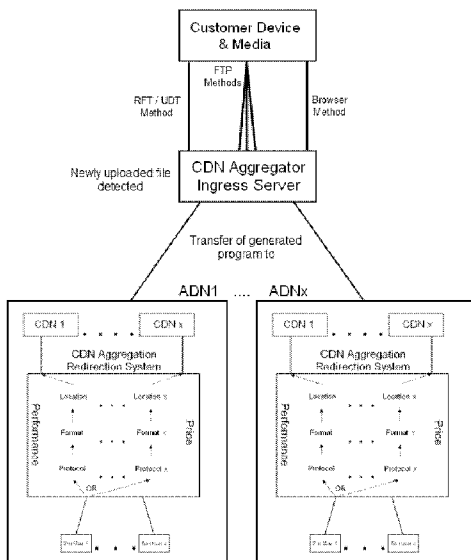 Customer Device
& Media
FTP
Methods
RFT / UDT
Method
Browser
Method
Newly uploaded file
detected
CDN Aggregator
Ingress Server
Transfer of generated
program to
ADN1 .... ADNx
CDN 1 CDN x
CDN Aggregation
Redirection System
Performance
Price
Location Location x
Format Format x
Protocol Protocol x
OR
CDN 1 CDN x
CDN Aggregation
Redirection System
Performance
Price
Location Location x
Format Format x
Protocol Protocol x
OR